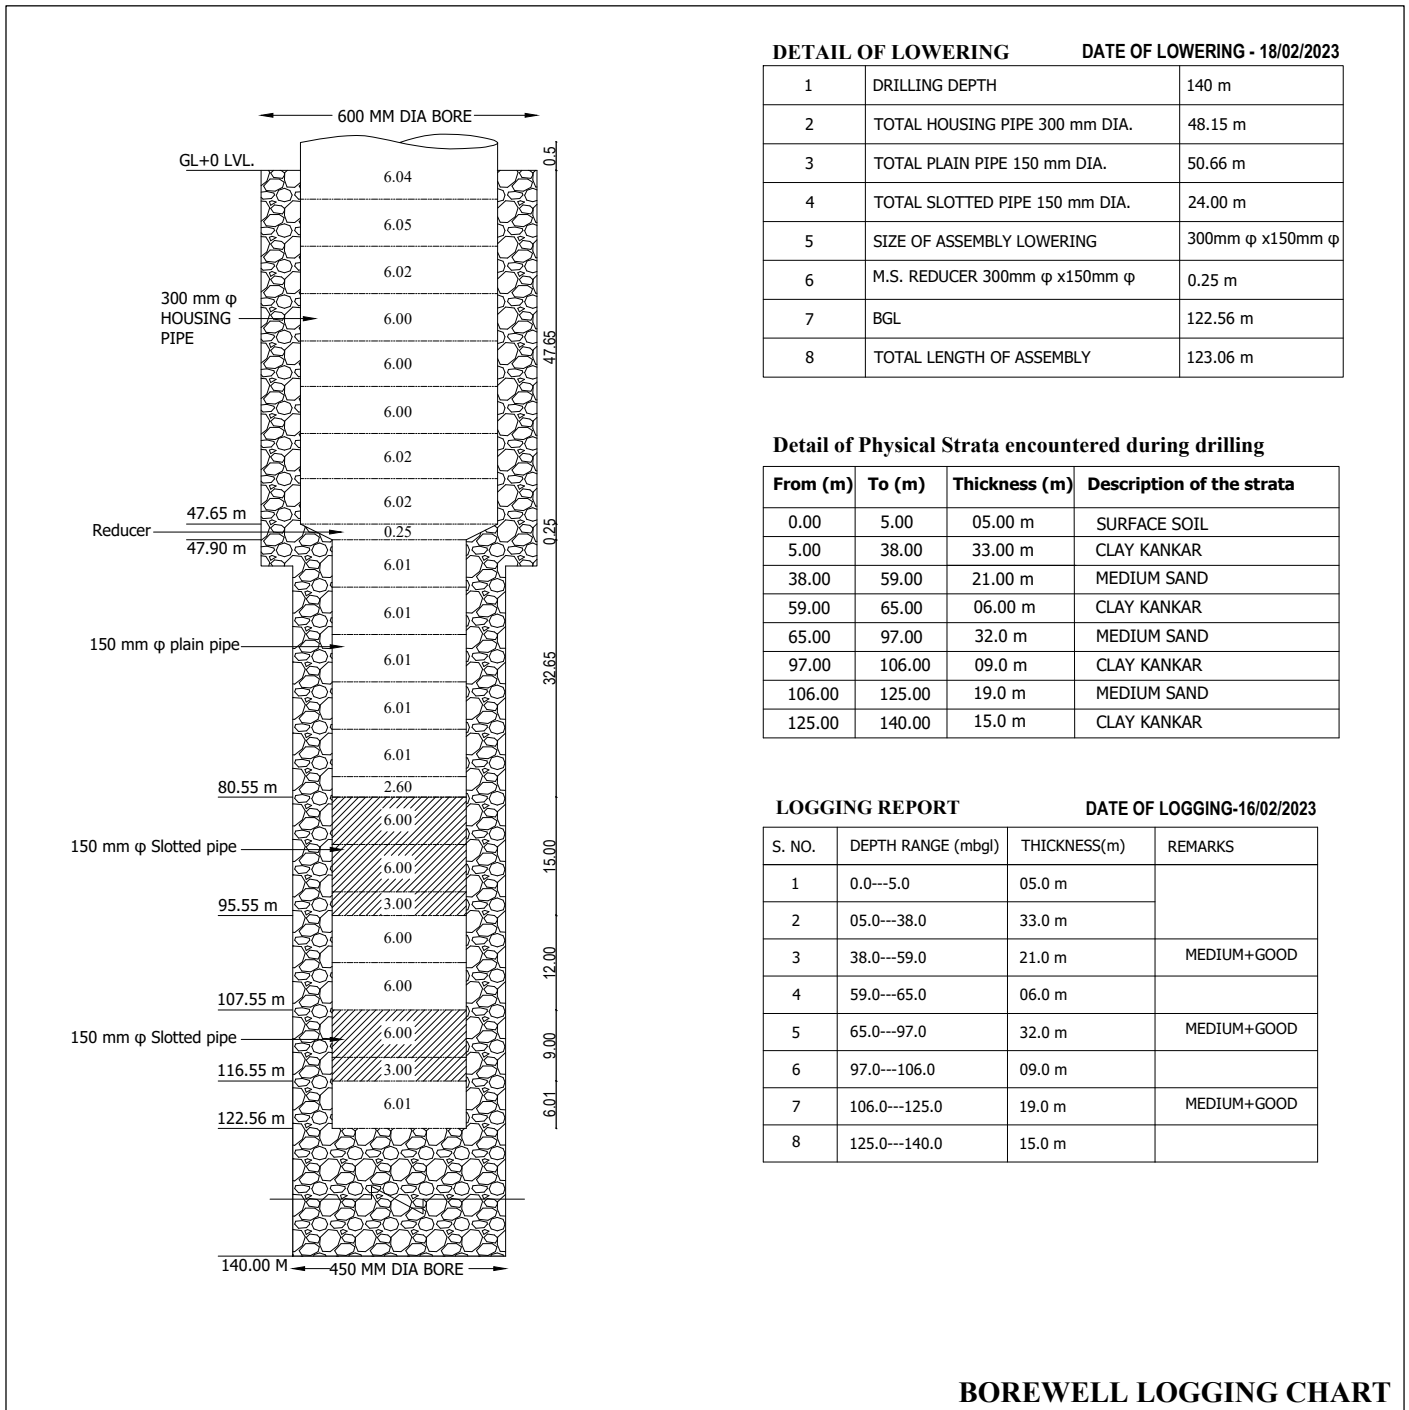 600 MM DIA BORE
GL+0 LVL.
0.5
6.04
6.05
6.02
300 mm φ
HOUSING
PIPE
6.00
47.65
6.00
6.00
6.02
47.65 m
6.02
Reducer
0.25
0.25
47.90 m
6.01
6.01
150 mm φ plain pipe
6.01
32.65
6.01
6.01
80.55 m
2.60
6.00
150 mm φ Slotted pipe
6.00
15.00
95.55 m
3.00
6.00
12.00
6.00
107.55 m
150 mm φ Slotted pipe
6.00
9.00
116.55 m
3.00
6.01
6.01
122.56 m
140.00 M
450 MM DIA BORE
DETAIL OF LOWERING DATE OF LOWERING - 18/02/2023
1 DRILLING DEPTH 140 m
2 TOTAL HOUSING PIPE 300 mm DIA. 48.15 m
3 TOTAL PLAIN PIPE 150 mm DIA. 50.66 m
4 TOTAL SLOTTED PIPE 150 mm DIA. 24.00 m
5 SIZE OF ASSEMBLY LOWERING 300mm φ x150mm φ
6 M.S. REDUCER 300mm φ x150mm φ 0.25 m
7 BGL 122.56 m
8 TOTAL LENGTH OF ASSEMBLY 123.06 m
Detail of Physical Strata encountered during drilling
From (m) To (m) Thickness (m) Description of the strata
0.00 5.00 05.00 m SURFACE SOIL
5.00 38.00 33.00 m CLAY KANKAR
38.00 59.00 21.00 m MEDIUM SAND
59.00 65.00 06.00 m CLAY KANKAR
65.00 97.00 32.0 m MEDIUM SAND
97.00 106.00 09.0 m CLAY KANKAR
106.00 125.00 19.0 m MEDIUM SAND
125.00 140.00 15.0 m CLAY KANKAR
LOGGING REPORT DATE OF LOGGING-16/02/2023
S. NO. DEPTH RANGE (mbgl) THICKNESS(m) REMARKS
1 0.0---5.0 05.0 m
2 05.0---38.0 33.0 m
3 38.0---59.0 21.0 m MEDIUM+GOOD
4 59.0---65.0 06.0 m
5 65.0---97.0 32.0 m MEDIUM+GOOD
6 97.0---106.0 09.0 m
7 106.0---125.0 19.0 m MEDIUM+GOOD
8 125.0---140.0 15.0 m
BOREWELL LOGGING CHART